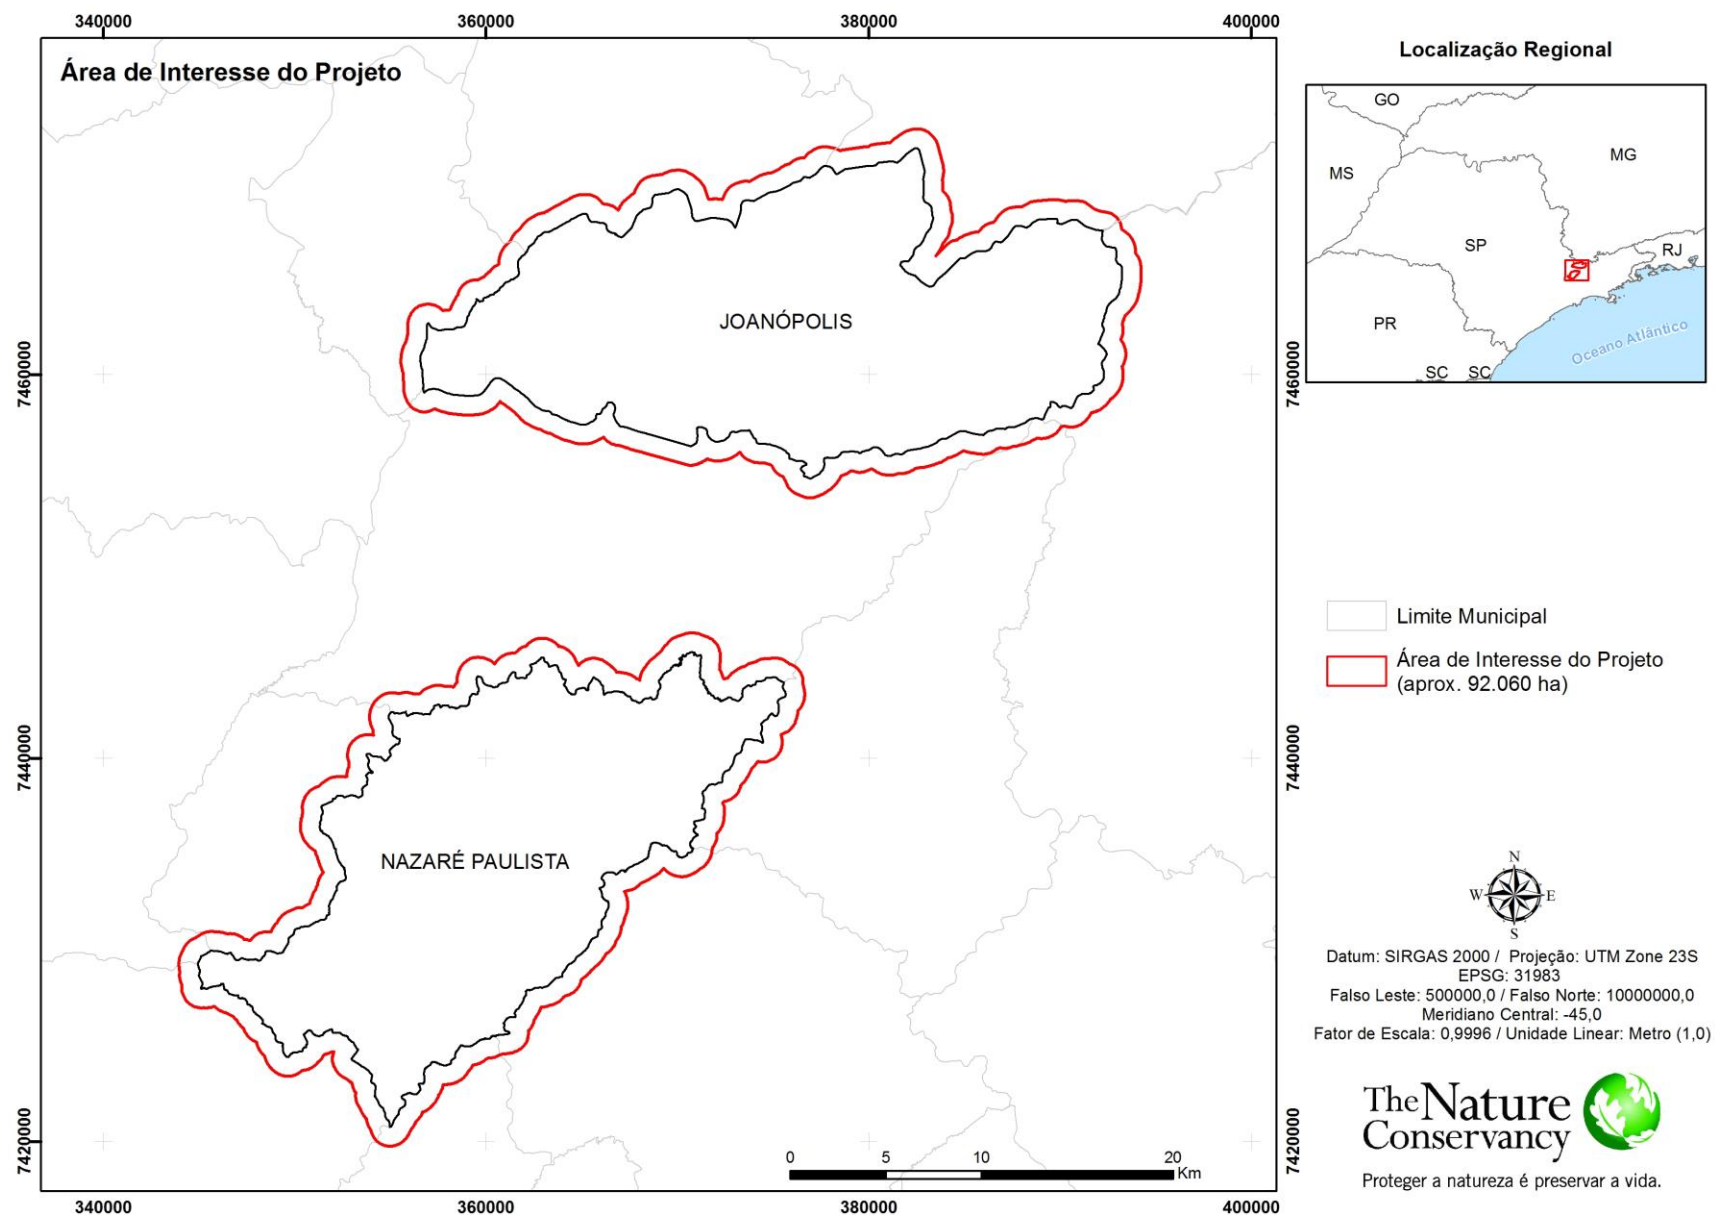 340000
360000
380000
400000
Área de Interesse do Projeto
JOANÓPOLIS
NAZARÉ PAULISTA
7460000
7440000
7420000
7460000
7440000
7420000
0 5 10 20
Km
340000
360000
380000
400000
Localização Regional
GO
MG
MS
SP
RJ
PR
Oceano Atlântico
SC SC
Limite Municipal
Área de Interesse do Projeto
(aprox. 92.060 ha)
N
W E
S
Datum: SIRGAS 2000 / Projeção: UTM Zone 23S
EPSG: 31983
Falso Leste: 500000,0 / Falso Norte: 10000000,0
Meridiano Central: -45,0
Fator de Escala: 0,9996 / Unidade Linear: Metro (1,0)
The Nature
Conservancy
Proteger a natureza é preservar a vida.